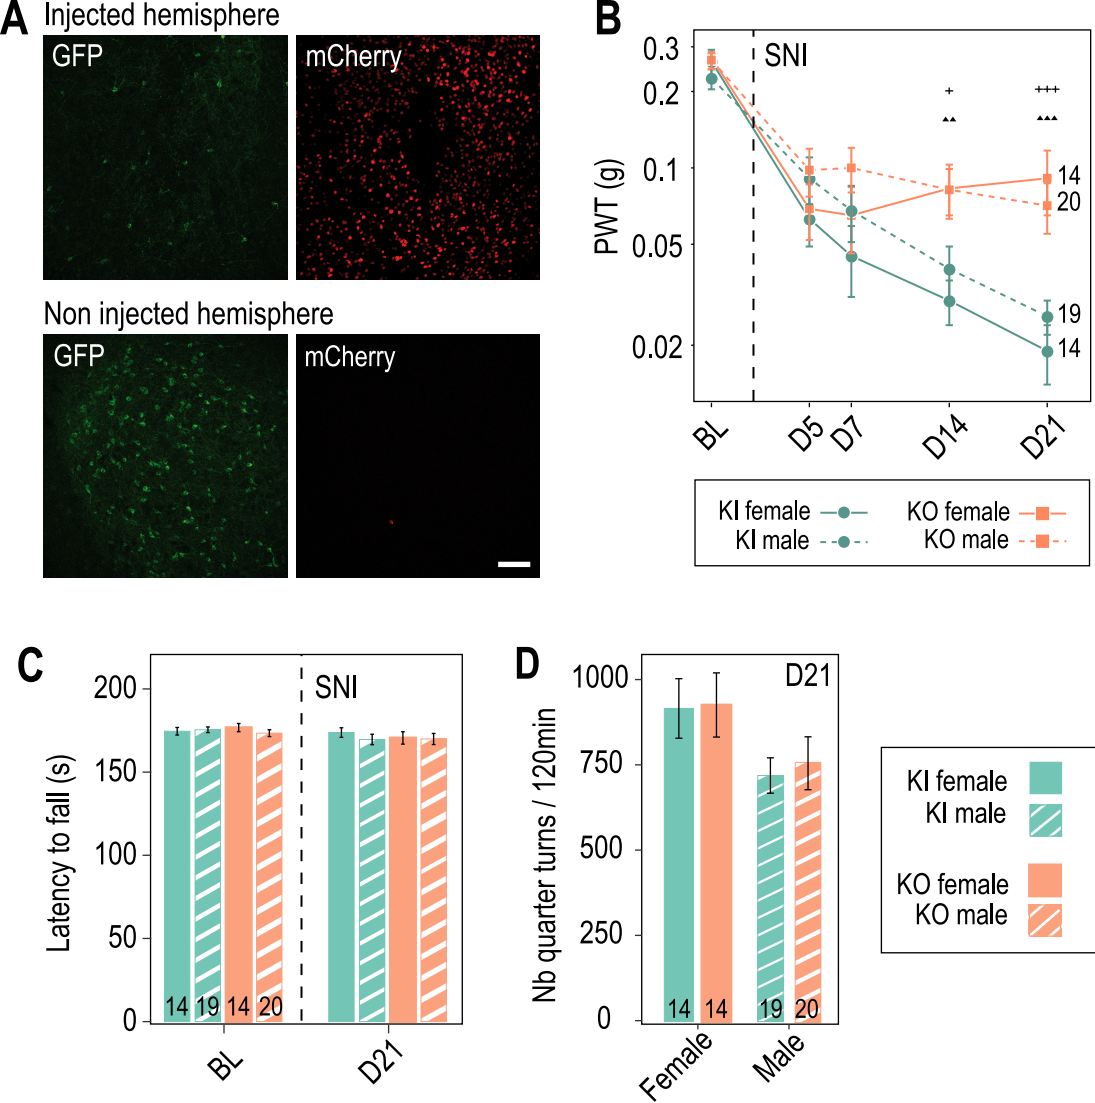 A
Injected hemisphere
GFP
mCherry
Non injected hemisphere
GFP
mCherry
B
SNI
PWT (g)
0.3
0.2
0.1
0.05
0.02
+
+++
▲▲
▲▲▲
14
20
19
14
BL
D5
D7
D14
D21
KI female
KI male
KO female
KO male
C
SNI
Latency to fall (s)
200
150
100
50
0
14
19
14
20
BL
D21
D
D21
Nb quarter turns / 120min
1000
750
500
250
0
14
14
19
20
Female
Male
KI female
KI male
KO female
KO male